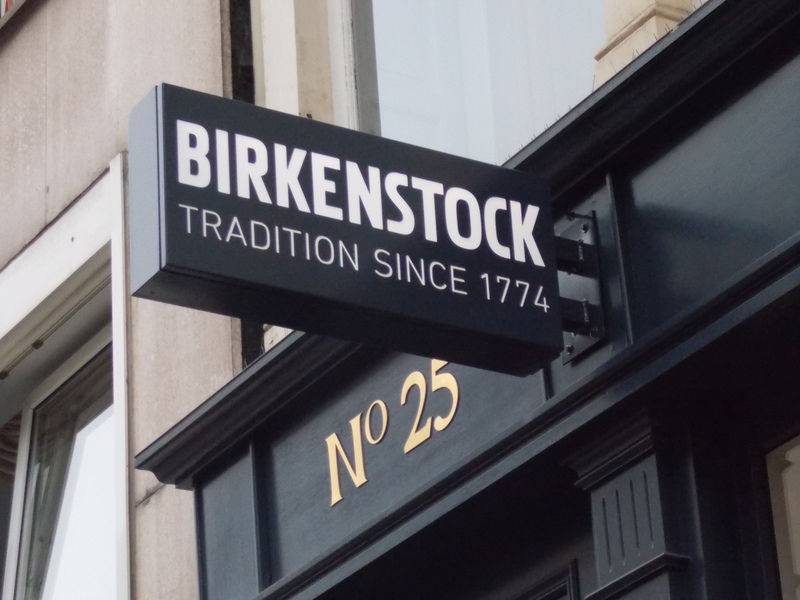 BIRKENSTOCK
TRADITION SINCE 1774
No 25